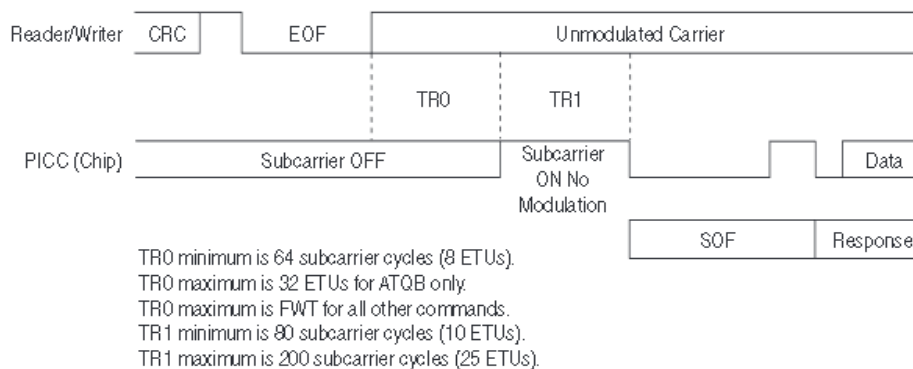 Reader/Writer CRC EOF Unmodulated Carrier
TR0 TR1
PICC (Chip) Subcarrier OFF Subcarrier ON No Modulation Data
SOF Response
TR0 minimum is 64 subcarrier cycles (8 ETUs).
TR0 maximum is 32 ETUs for ATQB only.
TR0 maximum is FWT for all other commands.
TR1 minimum is 80 subcarrier cycles (10 ETUs).
TR1 maximum is 200 subcarrier cycles (25 ETUs).